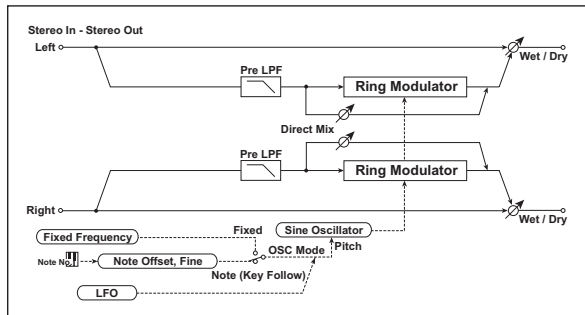 Stereo In - Stereo Out
Left
Wet / Dry
Pre LPF
Ring Modulator
Direct Mix
Pre LPF
Ring Modulator
Right
Wet / Dry
Fixed Frequency
Fixed
Sine Oscillator
OSC Mode
Pitch
Note No.
Note Offset, Fine
Note (Key Follow)
LFO